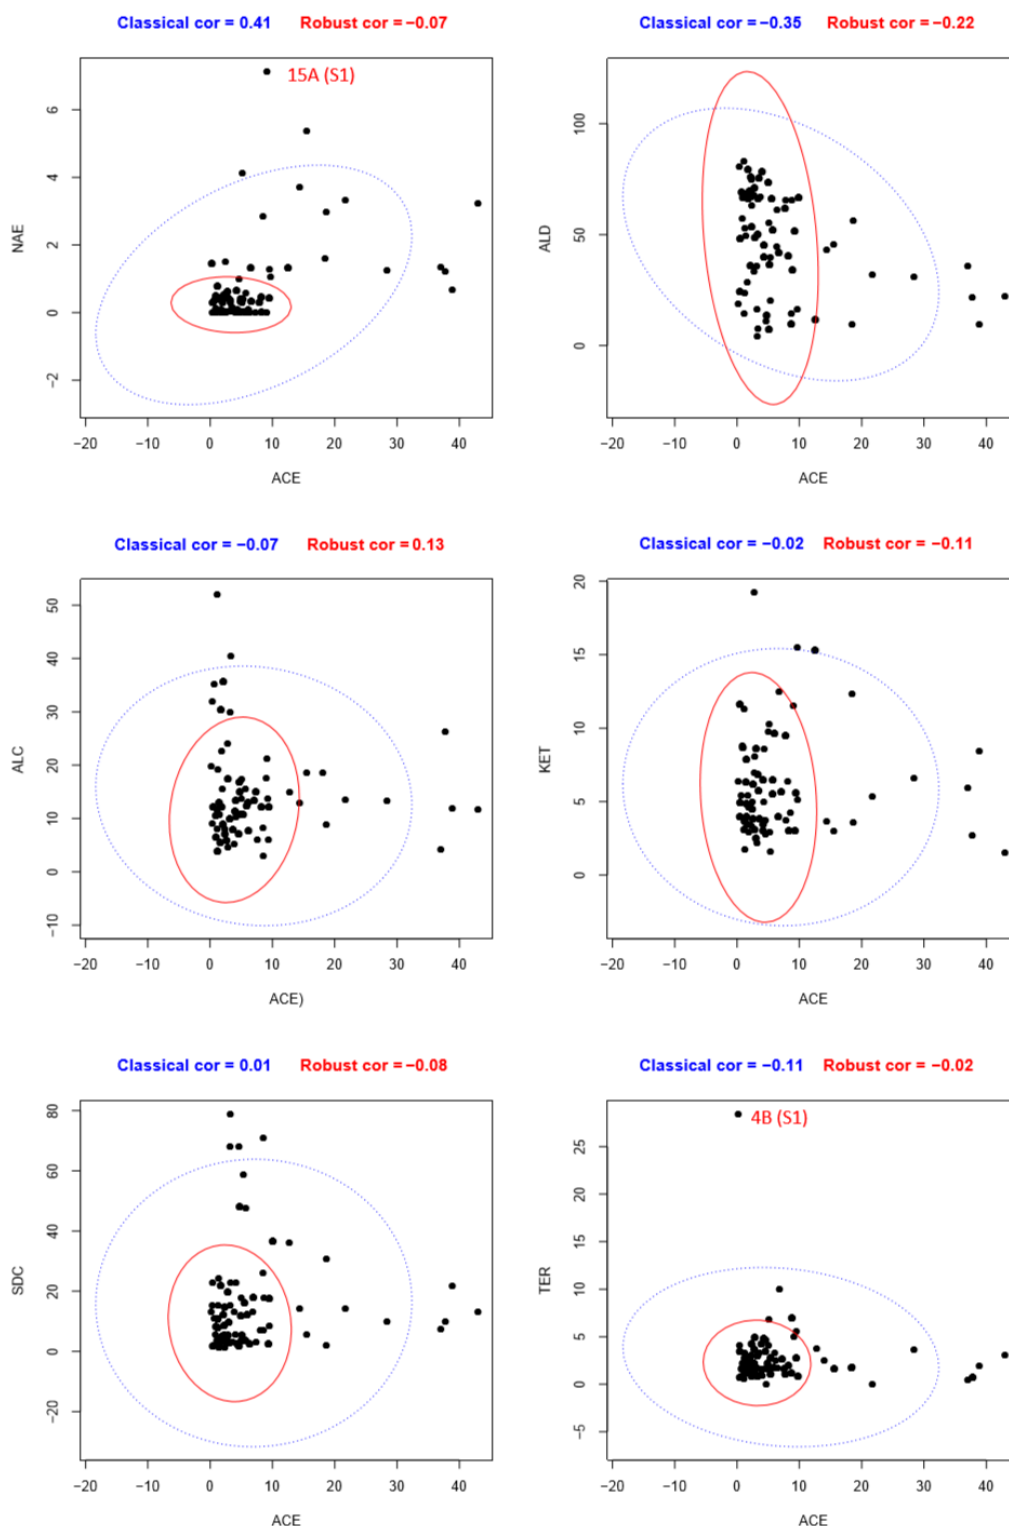 Classical cor = 0.41 Robust cor = −0.07
15A (S1)
6
4
2
0
−2
NAE
−20 −10 0 10 20 30 40
ACE
Classical cor = −0.35 Robust cor = −0.22
100
50
0
ALD
−20 −10 0 10 20 30 40
ACE
Classical cor = −0.07 Robust cor = 0.13
50
40
30
20
10
0
−10
ALC
−20 −10 0 10 20 30 40
ACE)
Classical cor = −0.02 Robust cor = −0.11
20
15
10
5
0
KET
−20 −10 0 10 20 30 40
ACE
Classical cor = 0.01 Robust cor = −0.08
80
60
40
20
0
−20
SDC
−20 −10 0 10 20 30 40
ACE
Classical cor = −0.11 Robust cor = −0.02
4B (S1)
25
20
15
10
5
0
−5
TER
−20 −10 0 10 20 30 40
ACE